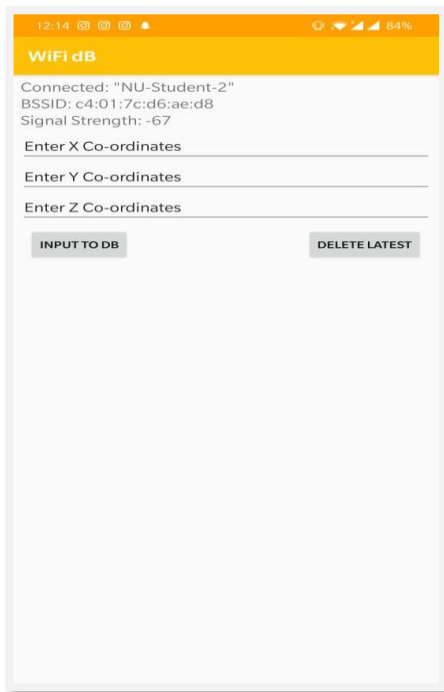 12:14 84%
WiFi dB
Connected: "NU-Student-2"
BSSID: c4:01:7c:d6:ae:d8
Signal Strength: -67
Enter X Co-ordinates
Enter Y Co-ordinates
Enter Z Co-ordinates
INPUT TO DB DELETE LATEST